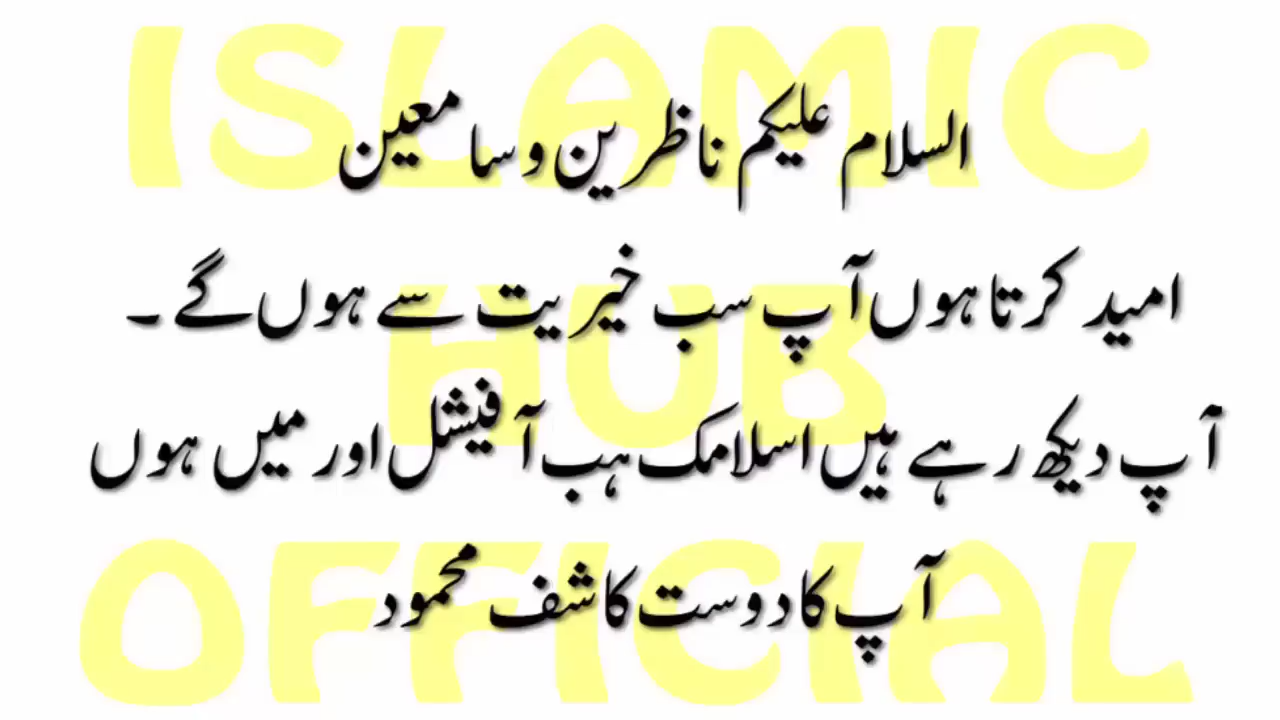 ISLAMIC
السلام علیکم ناظرین و سامعین
HUB
امید کرتا ہوں آپ سب خیریت سے ہوں گے ۔
آپ دیکھ رہے ہیں اسلامک ہب آفیشل اور میں ہوں
OFFICIAL
آپ کا دوست کاشف محمود